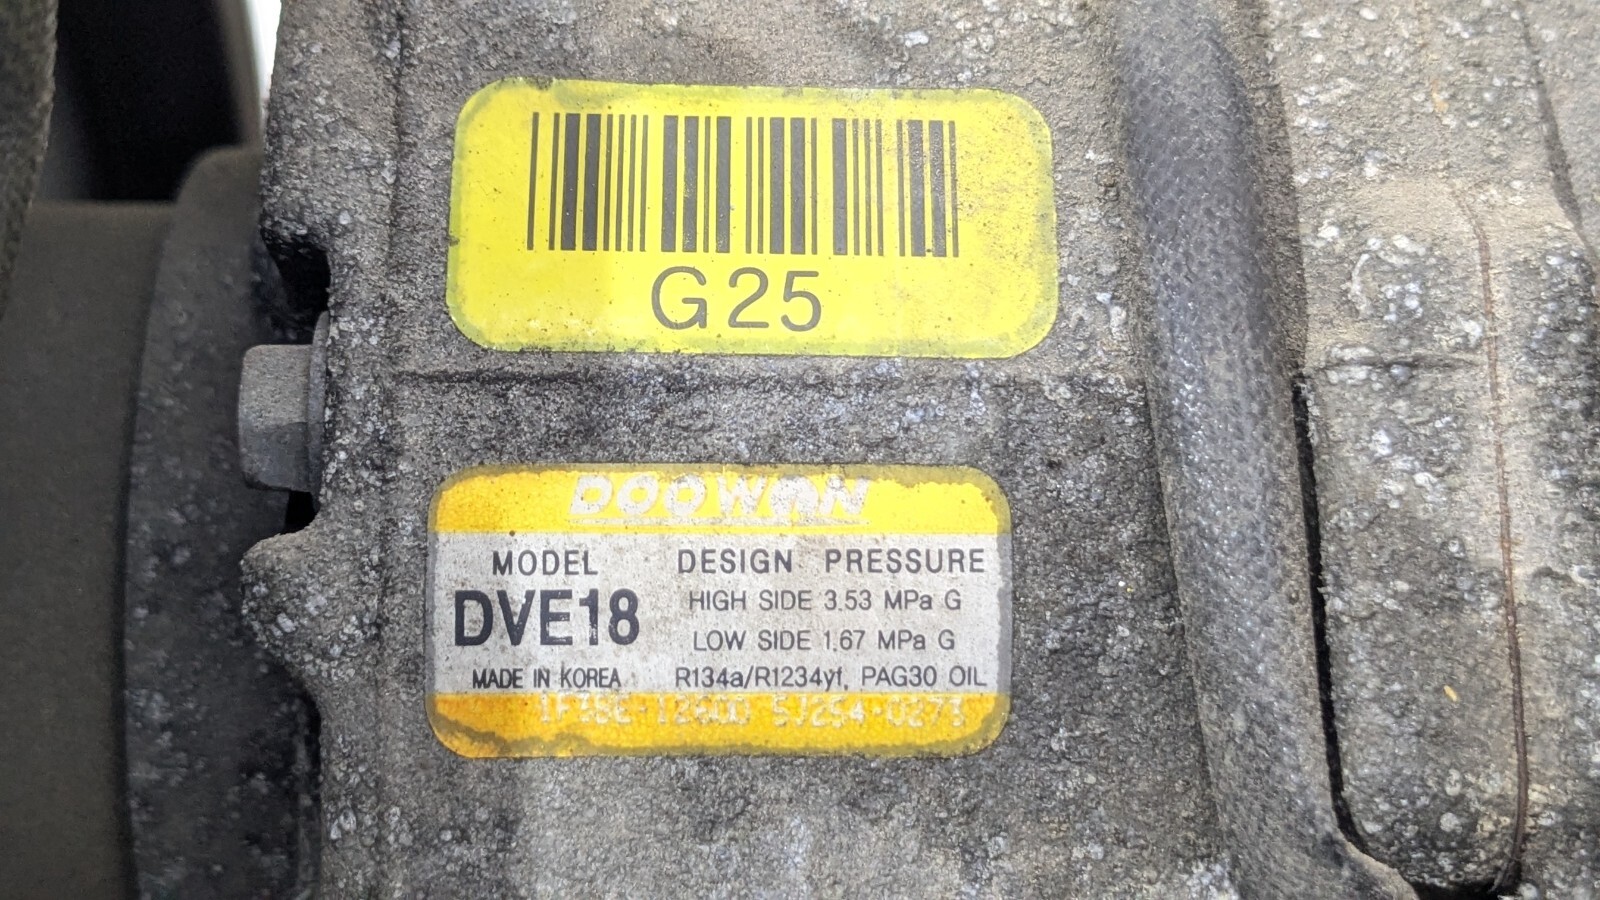 G25
DOOWON
MODEL
DVE18
MADE IN KOREA
DESIGN PRESSURE
HIGH SIDE 3.53 MPa G
LOW SIDE 1.67 MPa G
R134a/R1234yf, PAG30 OIL